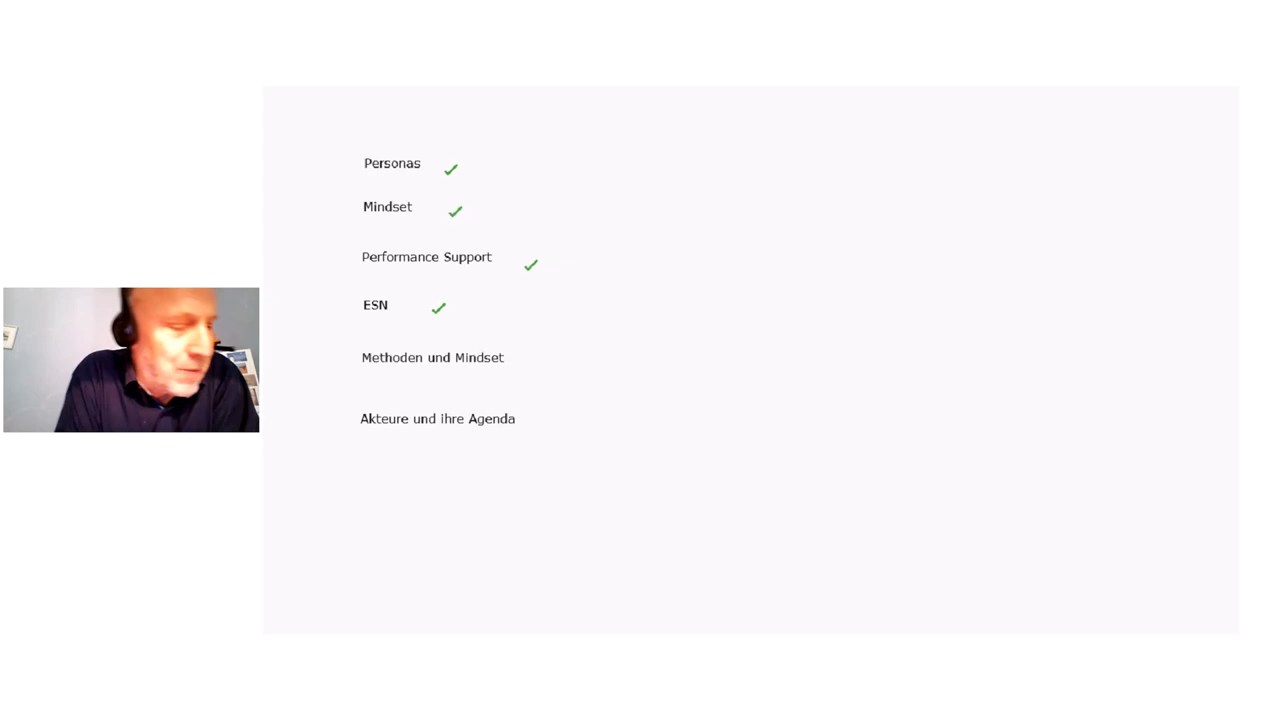 Personas
Mindset
Performance Support
ESN
Methoden und Mindset
Akteure und ihre Agenda